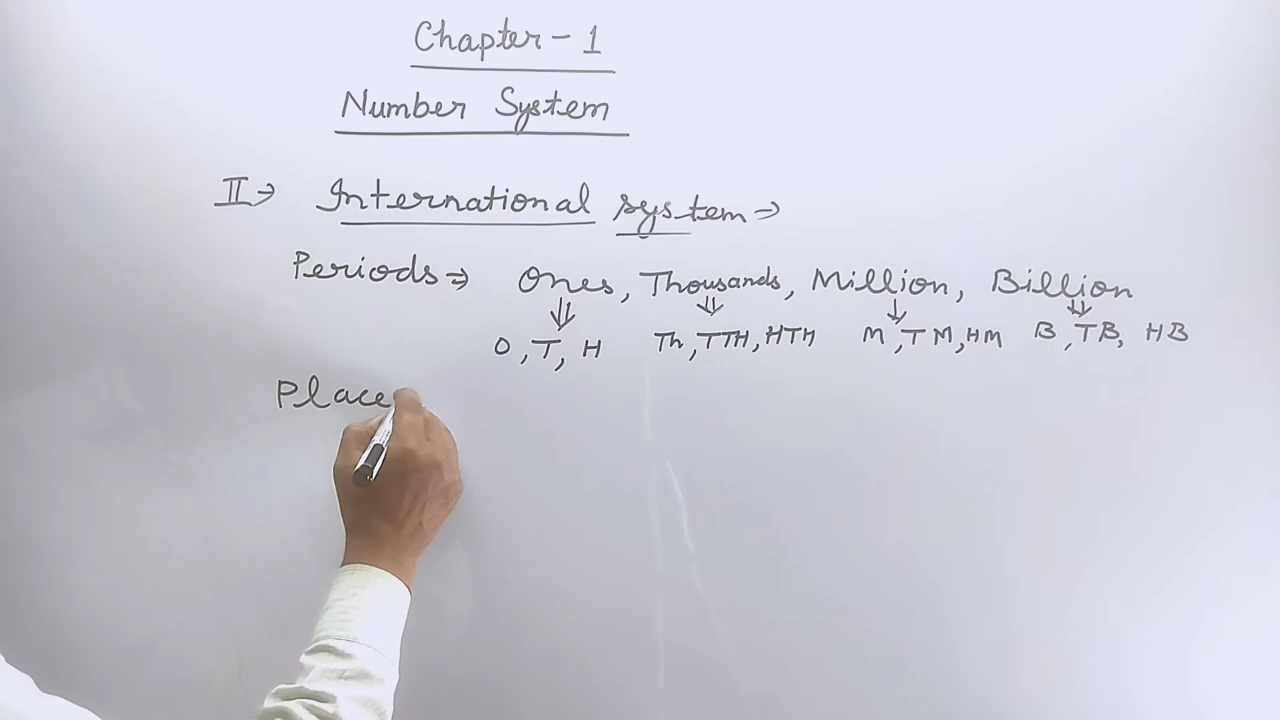 Chapter - 1
Number System
II → International system ⇒
Periods ⇒ Ones, Thousands, Million, Billion
O, T, H Th, TTH, HTH M, TM, HM B, TB, HB
Place